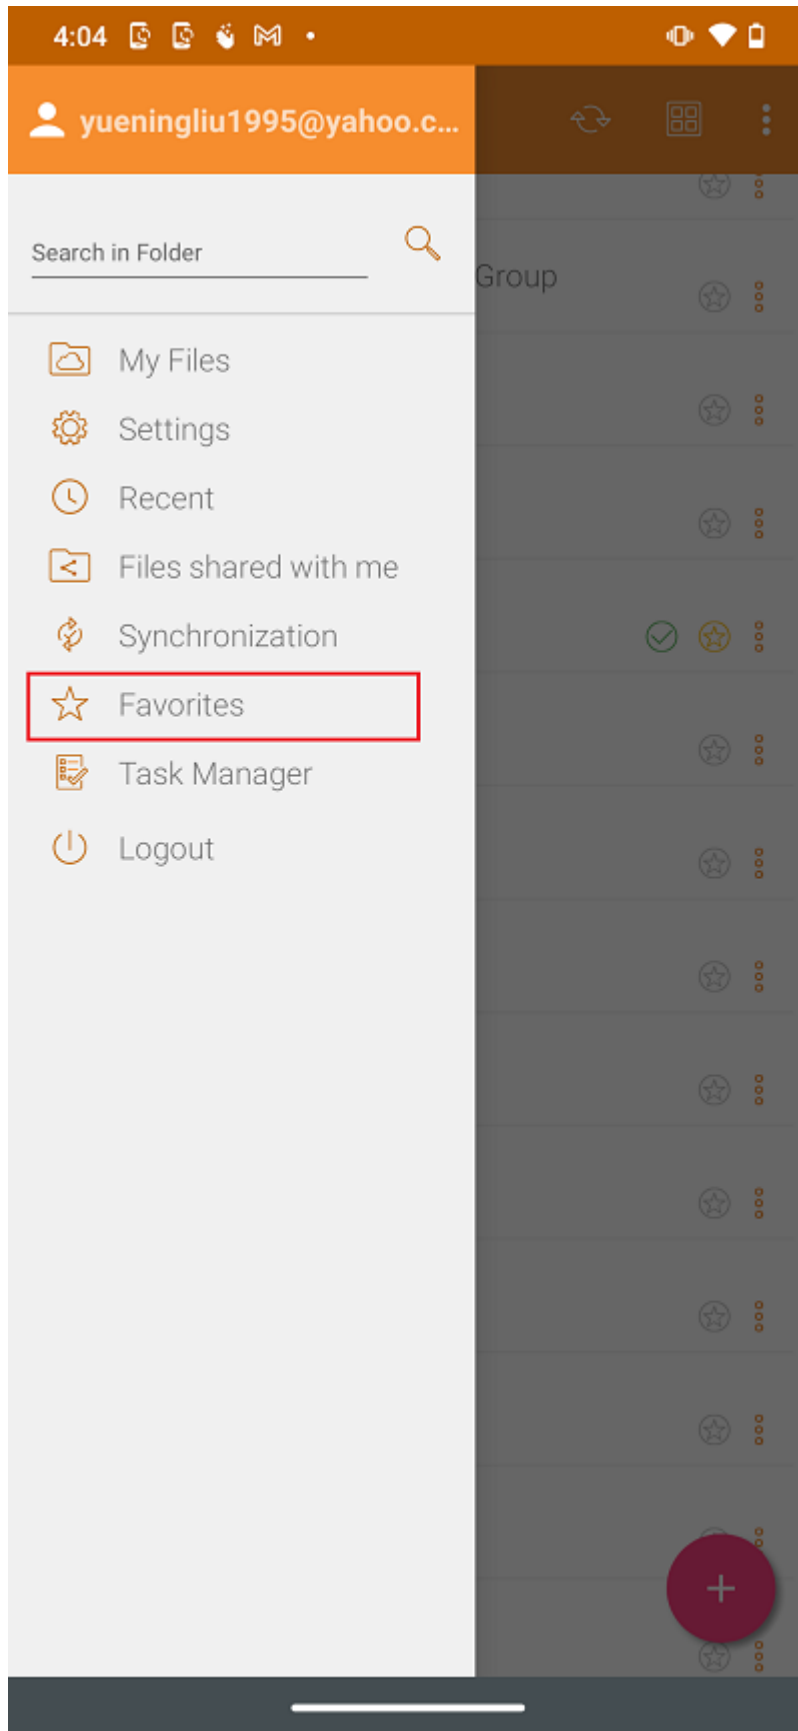 4:04
yueningliu1995@yahoo.c...
Search in Folder
Group
My Files
Settings
Recent
Files shared with me
Synchronization
Favorites
Task Manager
Logout